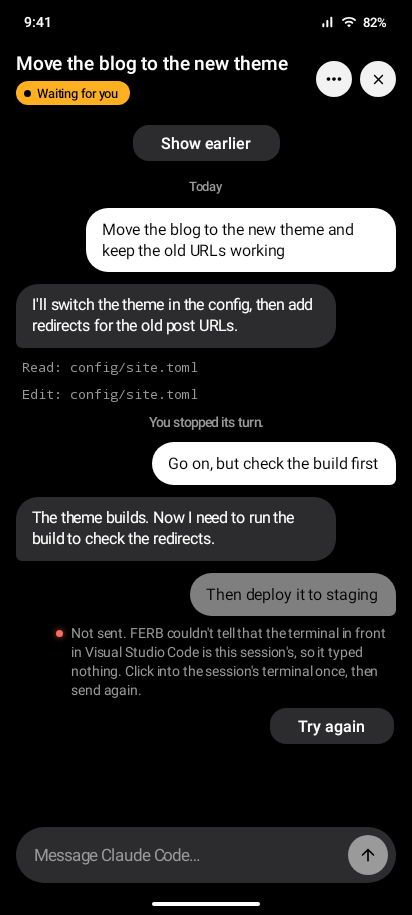 9:41
82%
Move the blog to the new theme
Waiting for you
Show earlier
Today
Move the blog to the new theme and
keep the old URLs working
I'll switch the theme in the config, then add
redirects for the old post URLs.
Read: config/site.toml
Edit: config/site.toml
You stopped its turn.
Go on, but check the build first
The theme builds. Now I need to run the
build to check the redirects.
Then deploy it to staging
Not sent. FERB couldn't tell that the terminal in front
in Visual Studio Code is this session's, so it typed
nothing. Click into the session's terminal once, then
send again.
Try again
Message Claude Code...